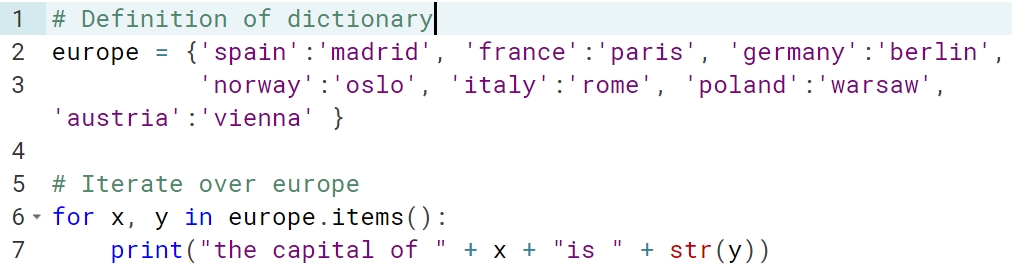 1 # Definition of dictionary
2 europe = {'spain':'madrid', 'france':'paris', 'germany':'berlin',
3           'norway':'oslo', 'italy':'rome', 'poland':'warsaw',
'austria':'vienna' }
4
5 # Iterate over europe
6 for x, y in europe.items():
7     print("the capital of " + x + "is " + str(y))